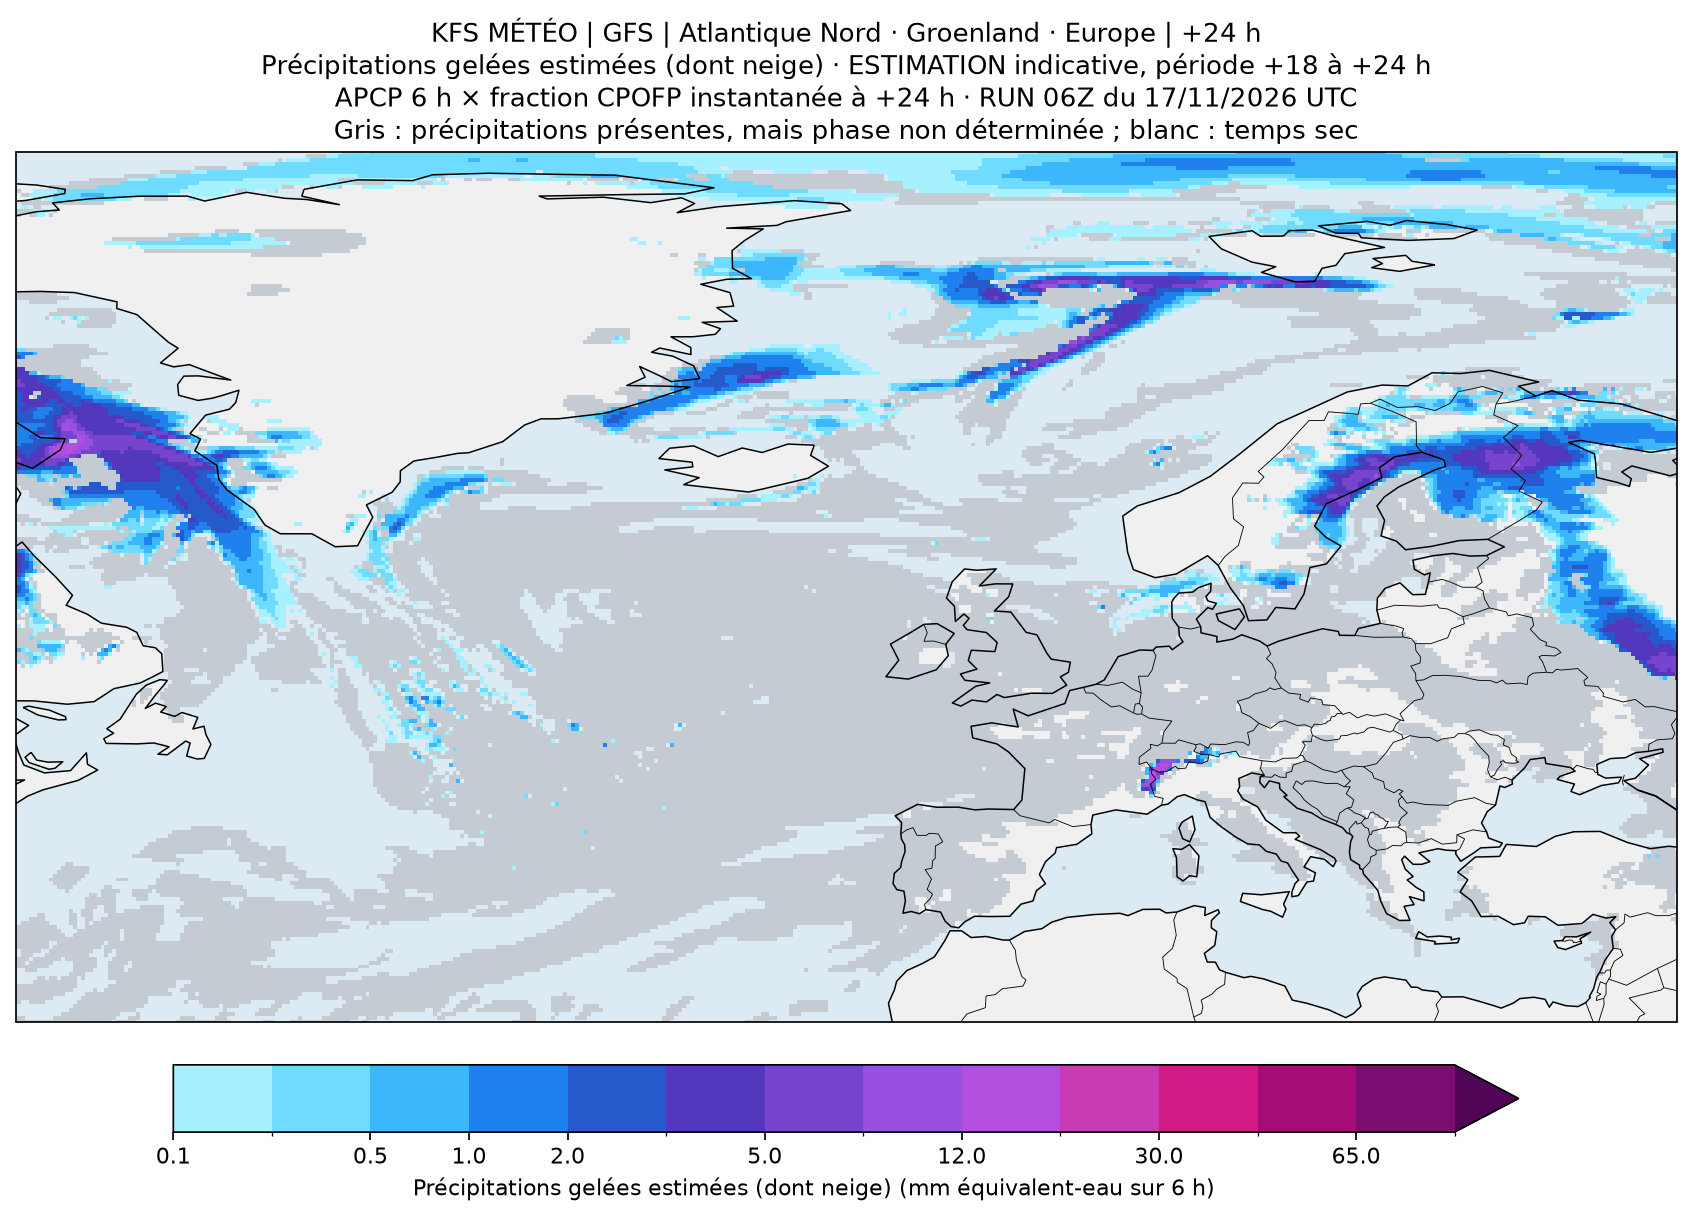 KFS MÉTÉO | GFS | Atlantique Nord · Groenland · Europe | +24 h
Précipitations gelées estimées (dont neige) · ESTIMATION indicative, période +18 à +24 h
APCP 6 h × fraction CPOFP instantanée à +24 h · RUN 06Z du 17/11/2026 UTC
Gris : précipitations présentes, mais phase non déterminée ; blanc : temps sec
0.1 0.5 1.0 2.0 5.0 12.0 30.0 65.0
Précipitations gelées estimées (dont neige) (mm équivalent-eau sur 6 h)